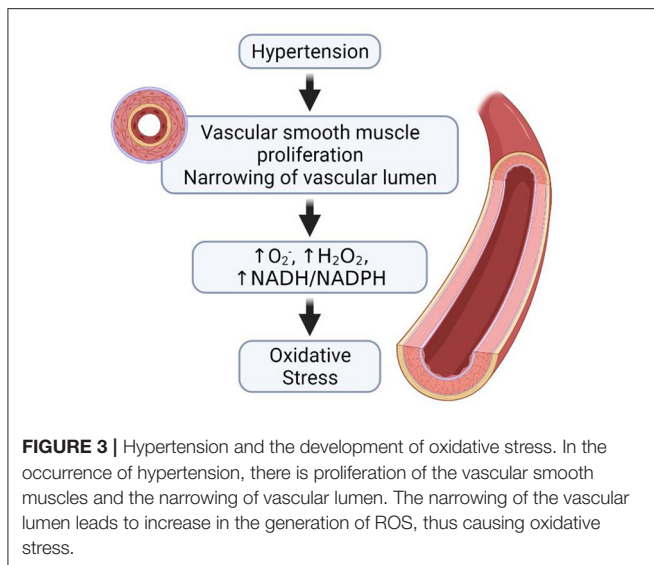 Hypertension
Vascular smooth muscle
proliferation
Narrowing of vascular lumen
↑O₂⁻, ↑H₂O₂,
↑NADH/NADPH
Oxidative
Stress
FIGURE 3 | Hypertension and the development of oxidative stress. In the
occurrence of hypertension, there is proliferation of the vascular smooth
muscles and the narrowing of vascular lumen. The narrowing of the vascular
lumen leads to increase in the generation of ROS, thus causing oxidative
stress.